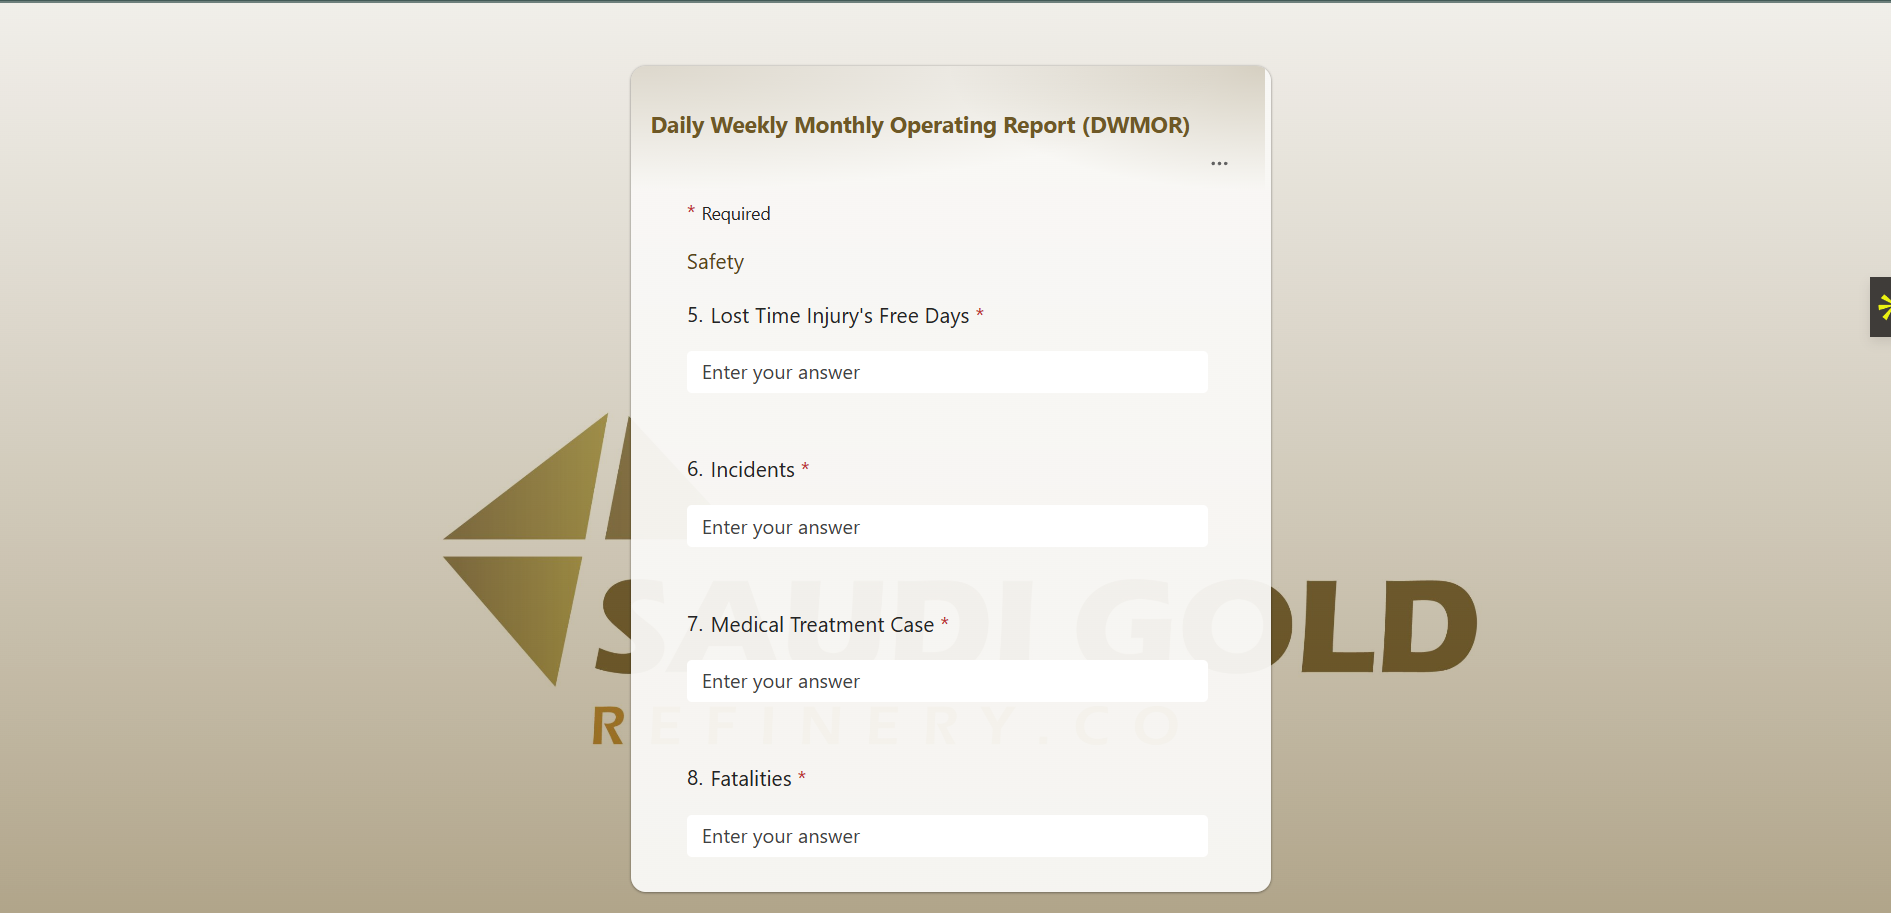 Daily Weekly Monthly Operating Report (DWMOR)
...
* Required
Safety
5. Lost Time Injury's Free Days *
Enter your answer
6. Incidents *
Enter your answer
7. Medical Treatment Case *
Enter your answer
8. Fatalities *
Enter your answer
SAUDI GOLD
REFINERY.CO